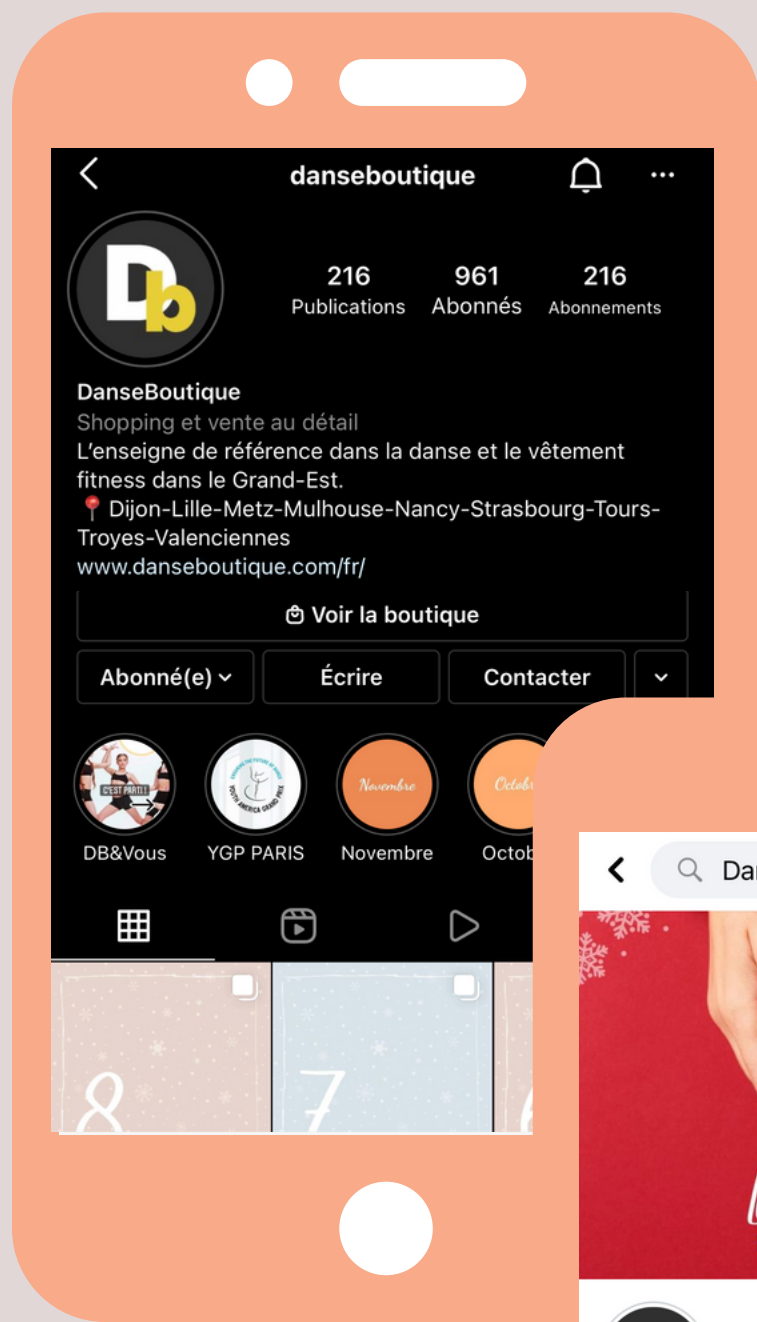 danseboutique
Db
216 961 216
Publications Abonnés Abonnements
DanseBoutique
Shopping et vente au détail
L'enseigne de référence dans la danse et le vêtement
fitness dans le Grand-Est.
📍 Dijon-Lille-Metz-Mulhouse-Nancy-Strasbourg-Tours-
Troyes-Valenciennes
www.danseboutique.com/fr/
Voir la boutique
Abonné(e) Écrire Contacter
C'EST PARTI !
YOUTH AMERICA GRAND PRIX
Novembre
DB&Vous YGP PARIS Novembre
8 7